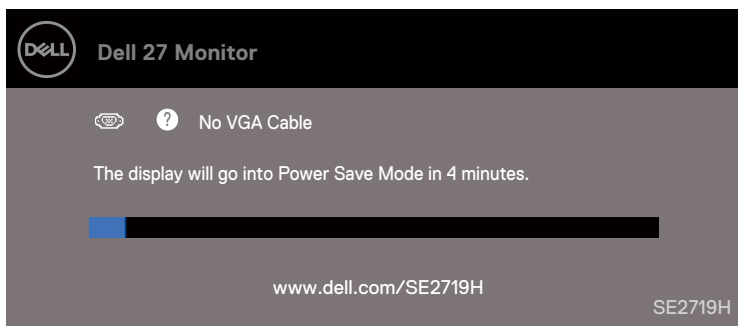 DELL
Dell 27 Monitor
? No VGA Cable
The display will go into Power Save Mode in 4 minutes.
www.dell.com/SE2719H
SE2719H